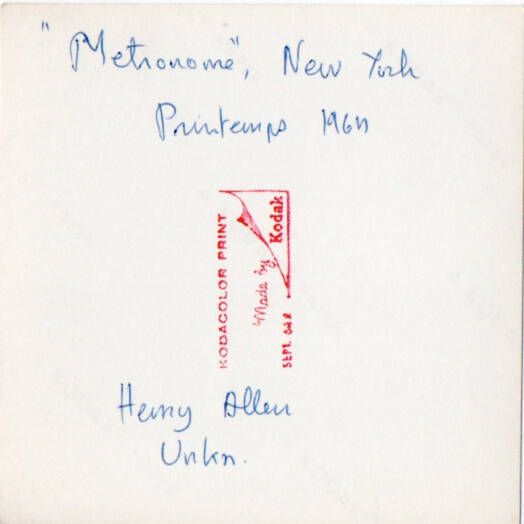 "Metronome", New York
Printemps 1964
KODACOLOR PRINT
Made by
Kodak
SEPT. 64
Henry Allen
Unkn.